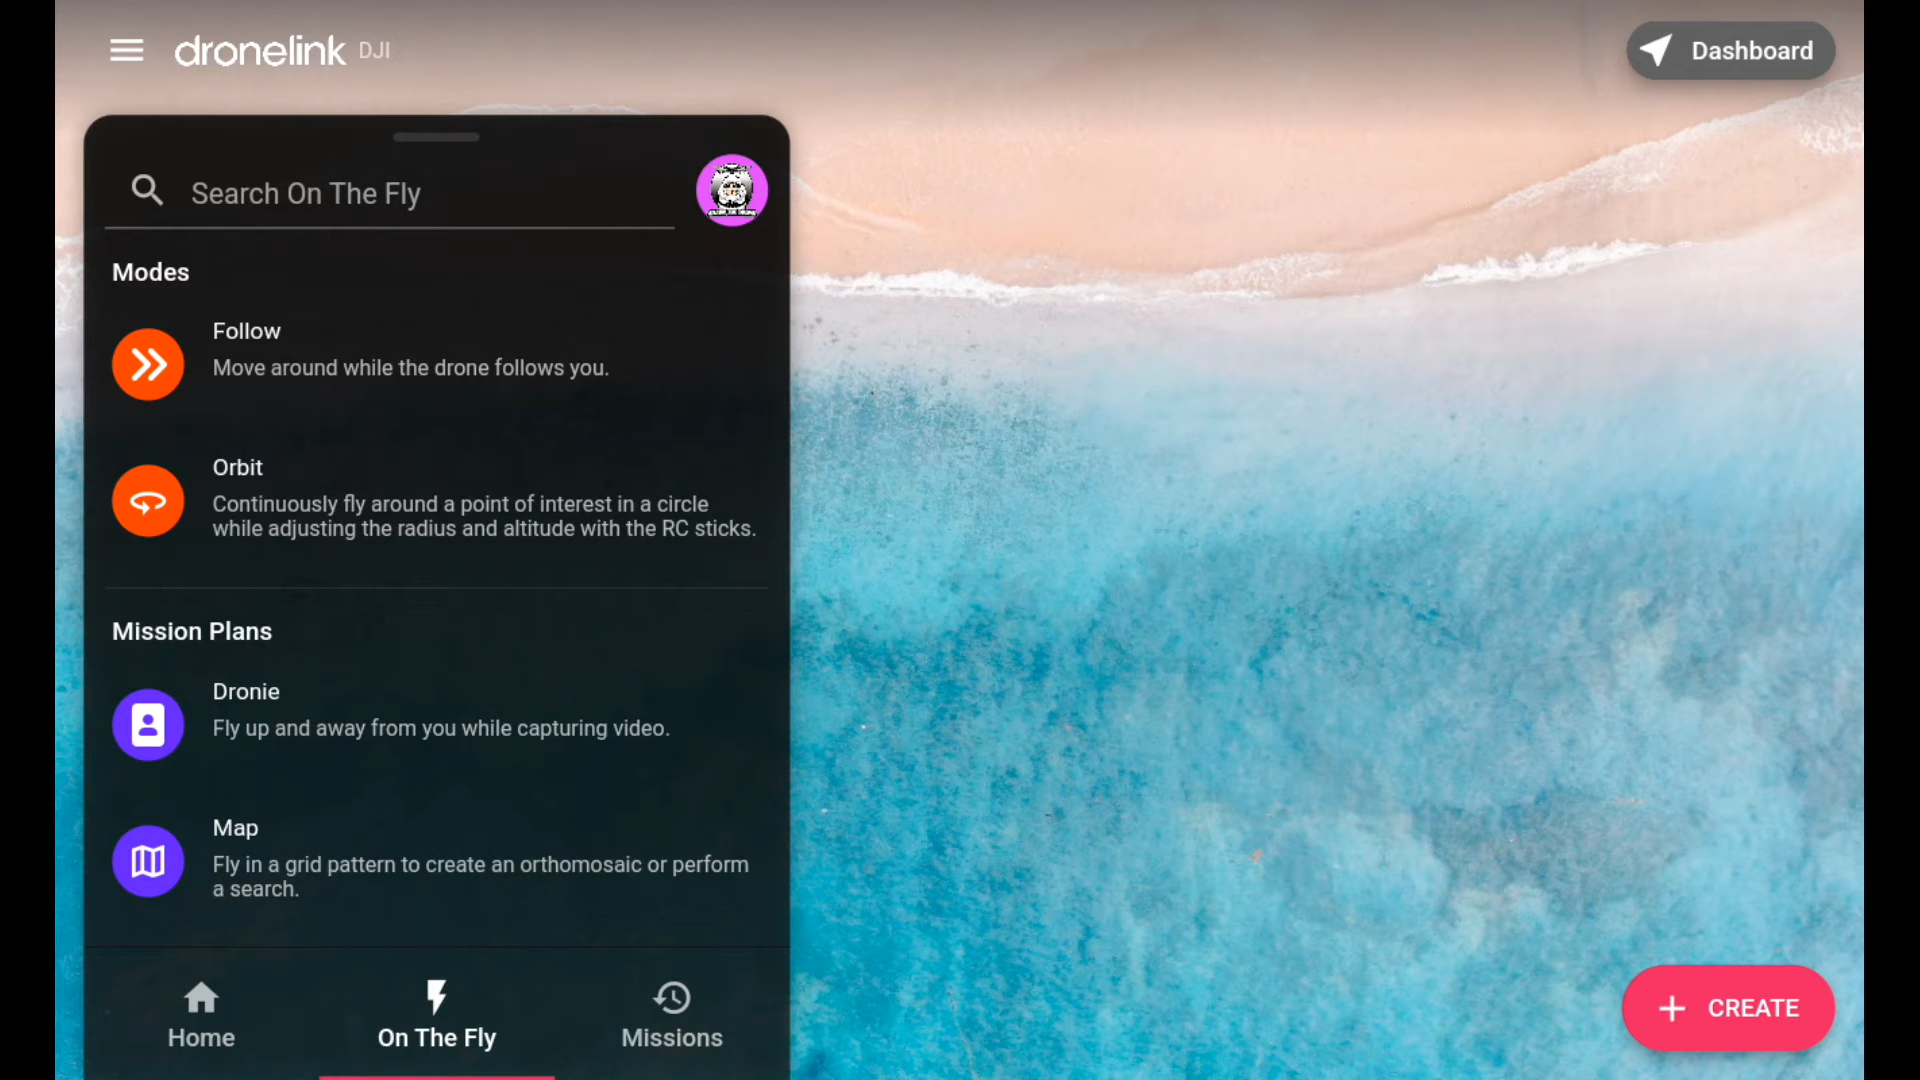 dronelink DJI
Dashboard
Search On The Fly
Modes
Follow
Move around while the drone follows you.
Orbit
Continuously fly around a point of interest in a circle
while adjusting the radius and altitude with the RC sticks.
Mission Plans
Dronie
Fly up and away from you while capturing video.
Map
Fly in a grid pattern to create an orthomosaic or perform
a search.
Home
On The Fly
Missions
CREATE